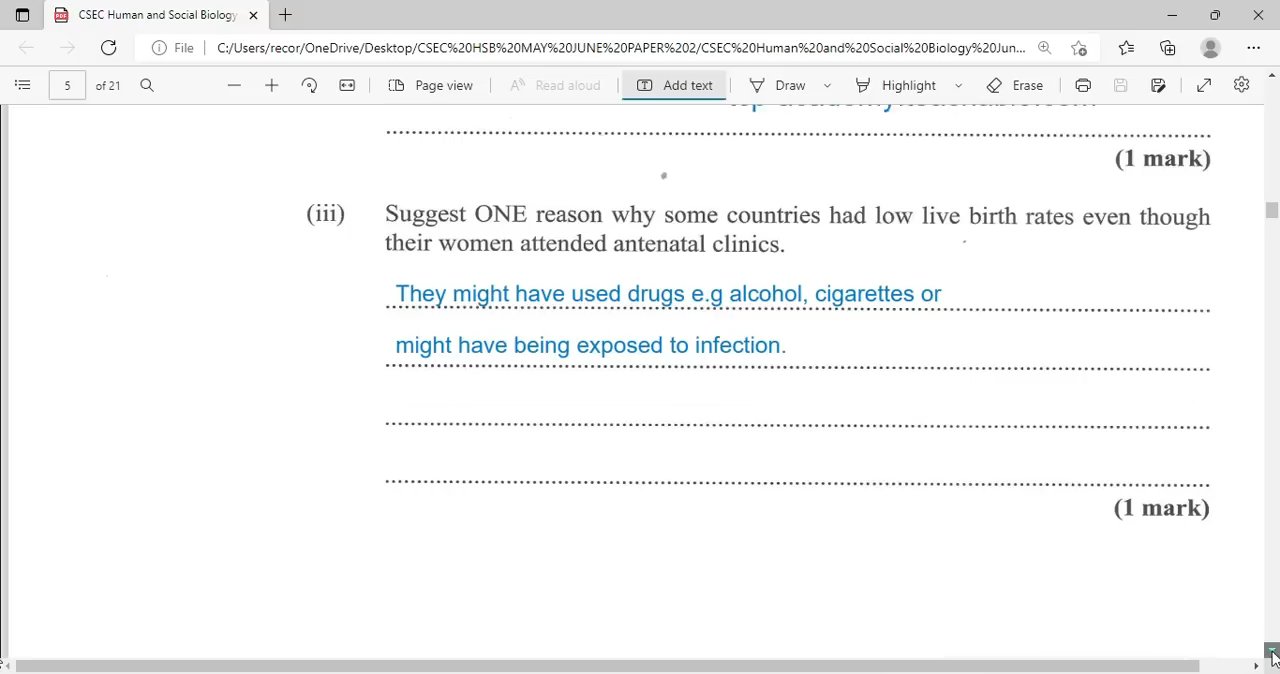 CSEC Human and Social Biology
File
C:/Users/recor/OneDrive/Desktop/CSEC%20HSB%20MAY%20JUNE%20PAPER%202/CSEC%20Human%20and%20Social%20Biology%20Jun...
5 of 21
Page view
Read aloud
Add text
Draw
Highlight
Erase
(1 mark)
(iii) Suggest ONE reason why some countries had low live birth rates even though
their women attended antenatal clinics.
They might have used drugs e.g alcohol, cigarettes or
might have being exposed to infection.
(1 mark)